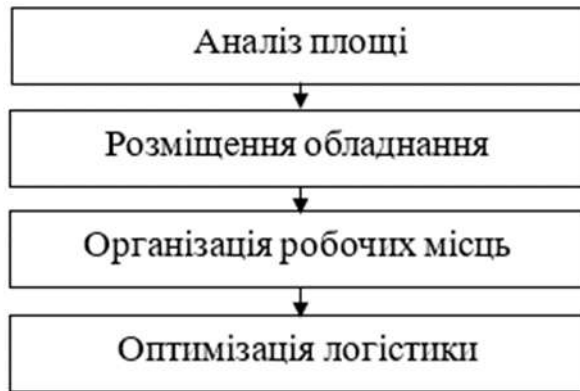 Аналіз площі
Розміщення обладнання
Організація робочих місць
Оптимізація логістики